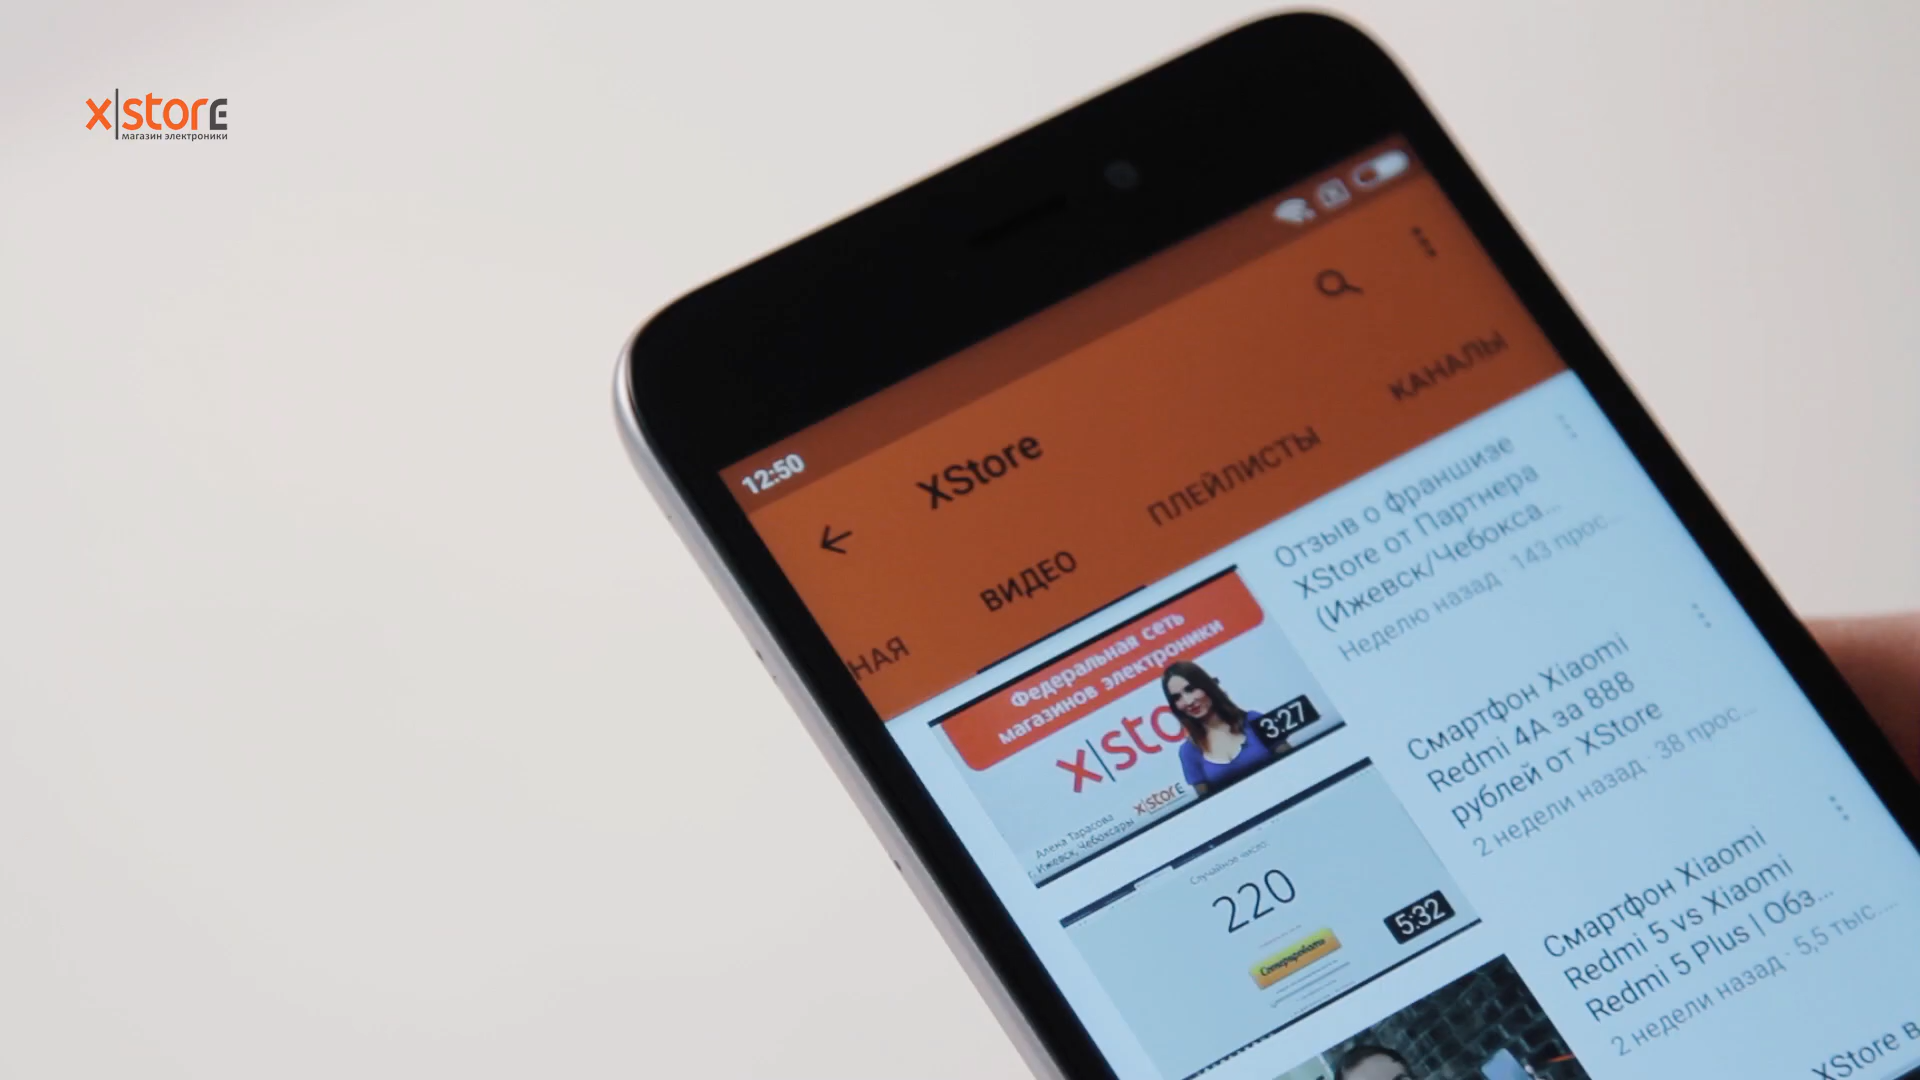 x|storE
магазин электроники
12:50
XStore
НАЯ
ВИДЕО
ПЛЕЙЛИСТЫ
КАНАЛЫ
Федеральная сеть
магазинов электроники
x|sto
3:27
x|storE
Алена Тарасова
г. Ижевск, Чебоксары
Отзыв о франшизе
XStore от Партнера
(Ижевск/Чебокса...
Неделю назад · 143 прос...
Случайное число:
220
Сгенерировать
5:32
Смартфон Xiaomi
Redmi 4A за 888
рублей от XStore
2 недели назад · 38 прос...
Смартфон Xiaomi
Redmi 5 vs Xiaomi
Redmi 5 Plus | Обз...
2 недели назад · 5,5 тыс....
XStore в